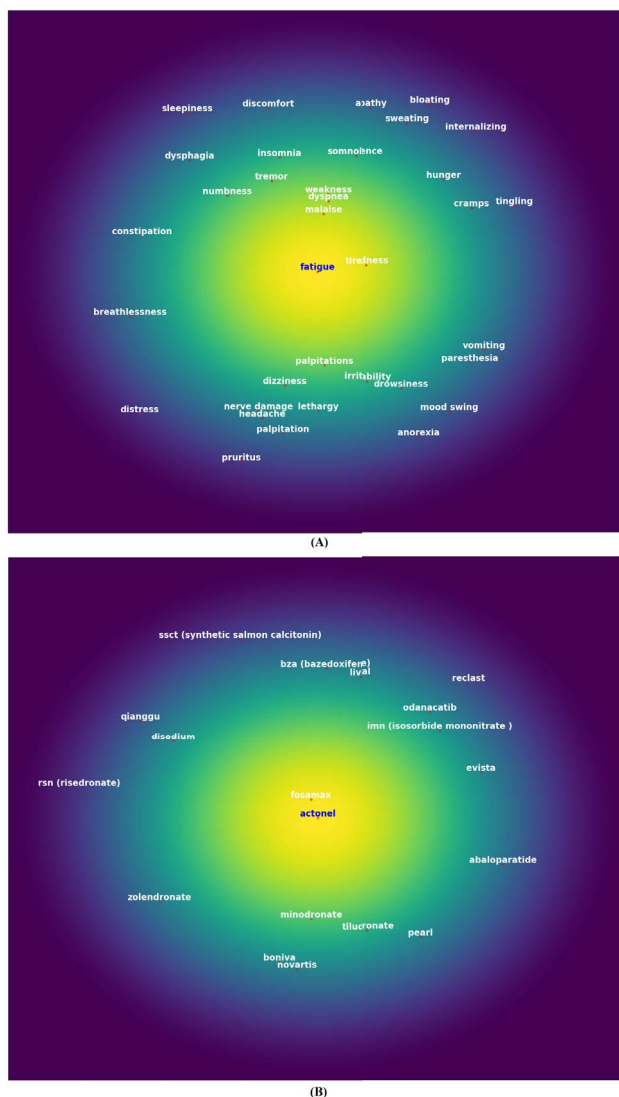 sleepiness
discomfort
apathy
bloating
sweating
internalizing
dysphagia
insomnia
somnolence
tremor
hunger
numbness
weakness
dyspnea
malaise
cramps
tingling
constipation
fatigue
tiredness
breathlessness
vomiting
palpitations
paresthesia
dizziness
irritability
drowsiness
distress
nerve damage
lethargy
mood swing
headache
palpitation
anorexia
pruritus
(A)
ssct (synthetic salmon calcitonin)
bza (bazedoxifene)
reclast
odanacatib
qianggu
imn (isosorbide mononitrate )
disodium
evista
rsn (risedronate)
fosamax
actonel
abaloparatide
zolendronate
minodronate
pearl
boniva
novartis
(B)